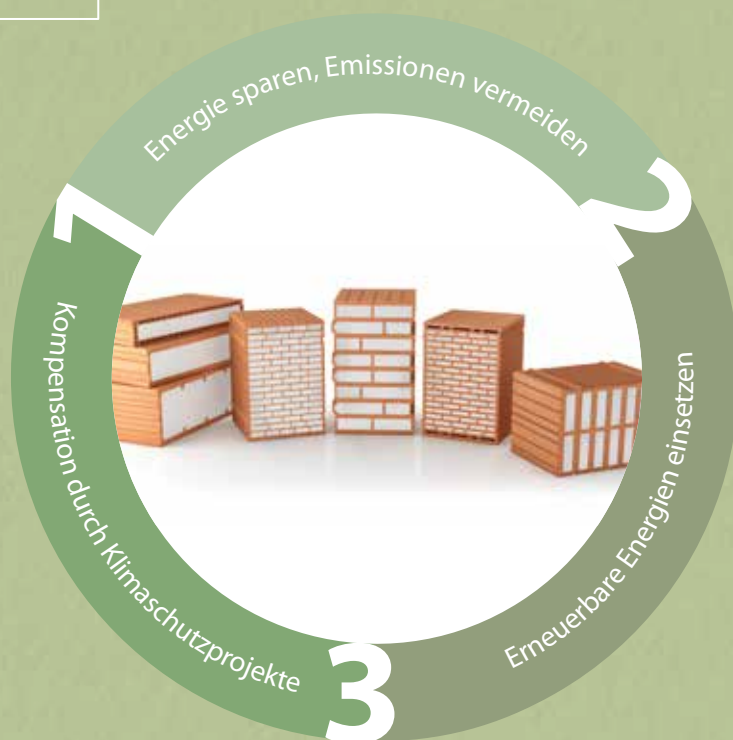 1
Energie sparen, Emissionen vermeiden
2
Erneuerbare Energien einsetzen
3
Kompensation durch Klimaschutzprojekte